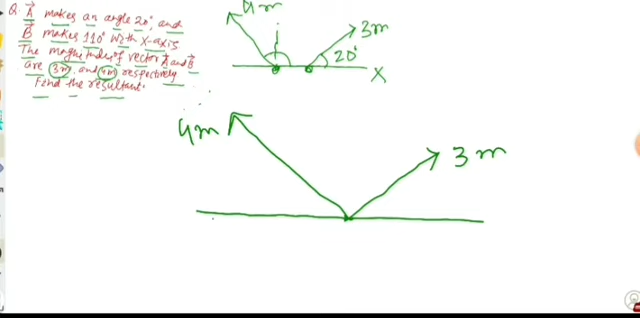 Q. A makes an angle 20°, and
B makes 110° with X-axis
The magnitudes of vector A and B
are 3m and 4m respectively
Find the resultant.
4m
3m
20°
X
4m
3m